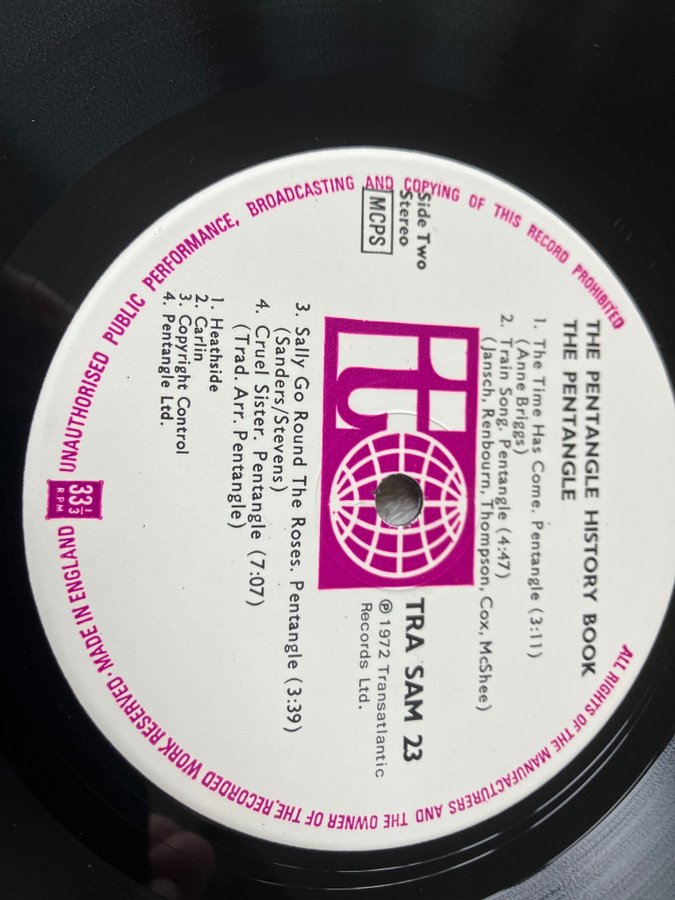 THE PENTANGLE HISTORY BOOK
THE PENTANGLE
1. The Time Has Come. Pentangle (3:11)
(Anne Briggs)
2. Train Song. Pentangle (4:47)
(Jansch, Renbourn, Thompson, Cox, McShee)
Side Two
Stereo
MCPS
it
TRA SAM 23
℗ 1972 Transatlantic
Records Ltd.
3. Sally Go Round The Roses. Pentangle (3:39)
(Sanders/Stevens)
4. Cruel Sister. Pentangle (7:07)
(Trad. Arr. Pentangle)
1. Heathside
2. Carlin
3. Copyright Control
4. Pentangle Ltd.
ALL RIGHTS OF THE MANUFACTURERS AND THE OWNER OF THE RECORDED WORK RESERVED · MADE IN ENGLAND
33 1/3
RPM
UNAUTHORISED PUBLIC PERFORMANCE, BROADCASTING AND COPYING OF THIS RECORD PROHIBITED